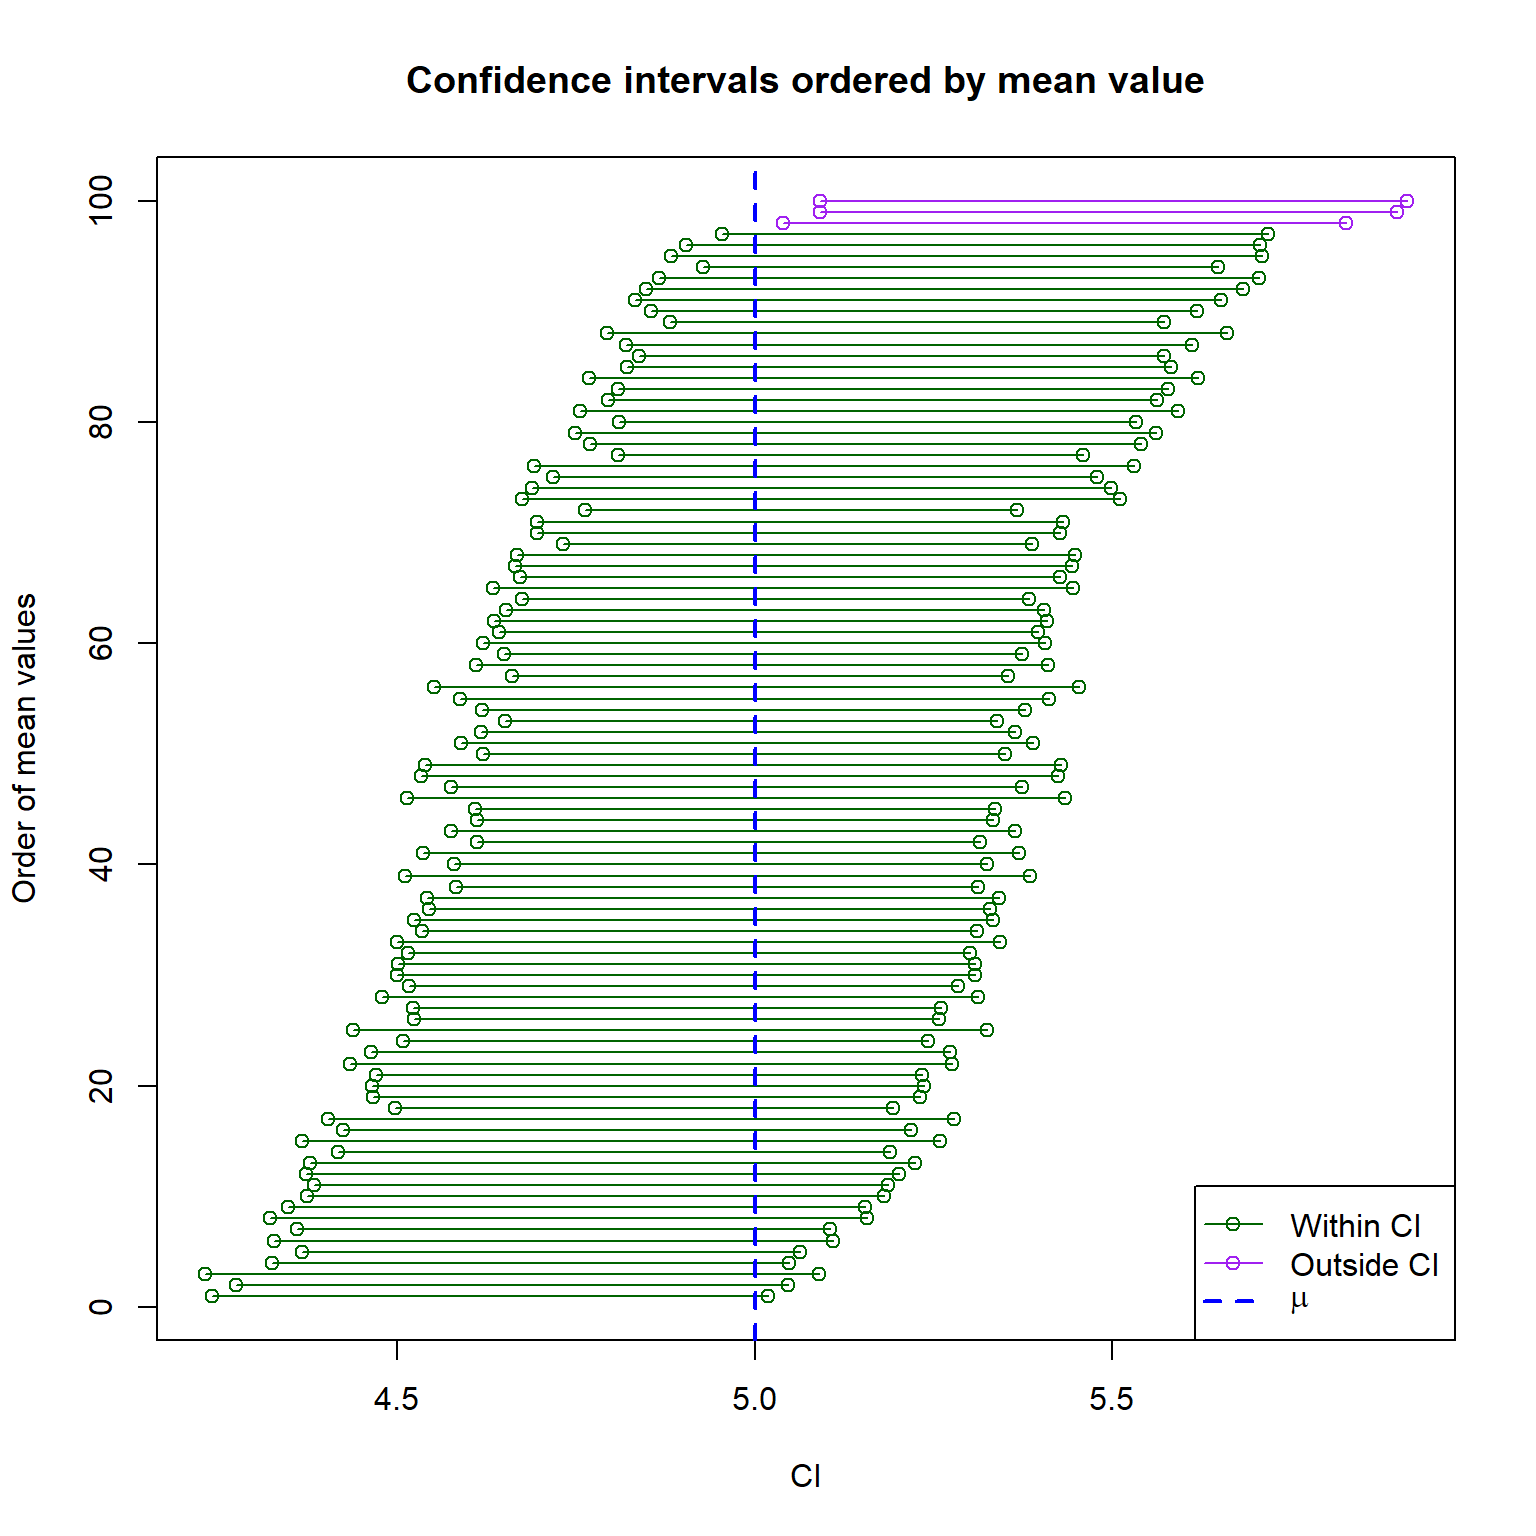 Confidence intervals ordered by mean value
Order of mean values
100
80
60
40
20
0
4.5 5.0 5.5
CI
Within CI
Outside CI
μ